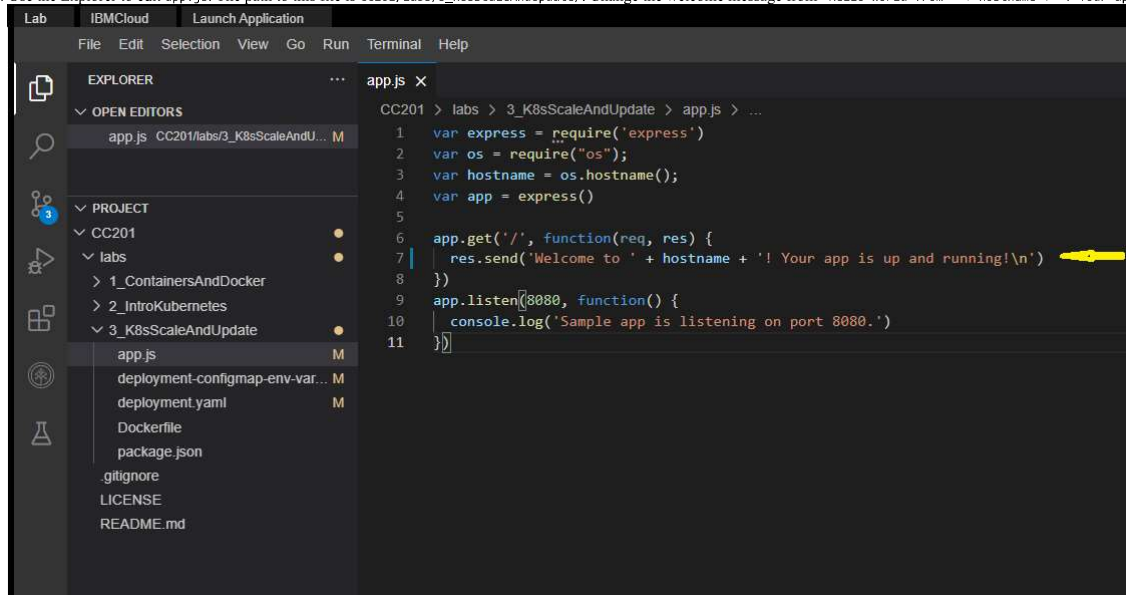 Lab IBMCloud Launch Application
File Edit Selection View Go Run Terminal Help
EXPLORER ...
OPEN EDITORS
app.js CC201/labs/3_K8sScaleAndU... M
3
PROJECT
CC201
labs
1_ContainersAndDocker
2_IntroKubernetes
3_K8sScaleAndUpdate
app.js M
deployment-configmap-env-var... M
deployment.yaml M
Dockerfile
package.json
.gitignore
LICENSE
README.md
app.js ×
CC201 > labs > 3_K8sScaleAndUpdate > app.js > ...
1 var express = require('express')
2 var os = require("os");
3 var hostname = os.hostname();
4 var app = express()
5
6 app.get('/', function(req, res) {
7 res.send('Welcome to ' + hostname + '! Your app is up and running!\n')
8 })
9 app.listen(8080, function() {
10 console.log('Sample app is listening on port 8080.')
11 })